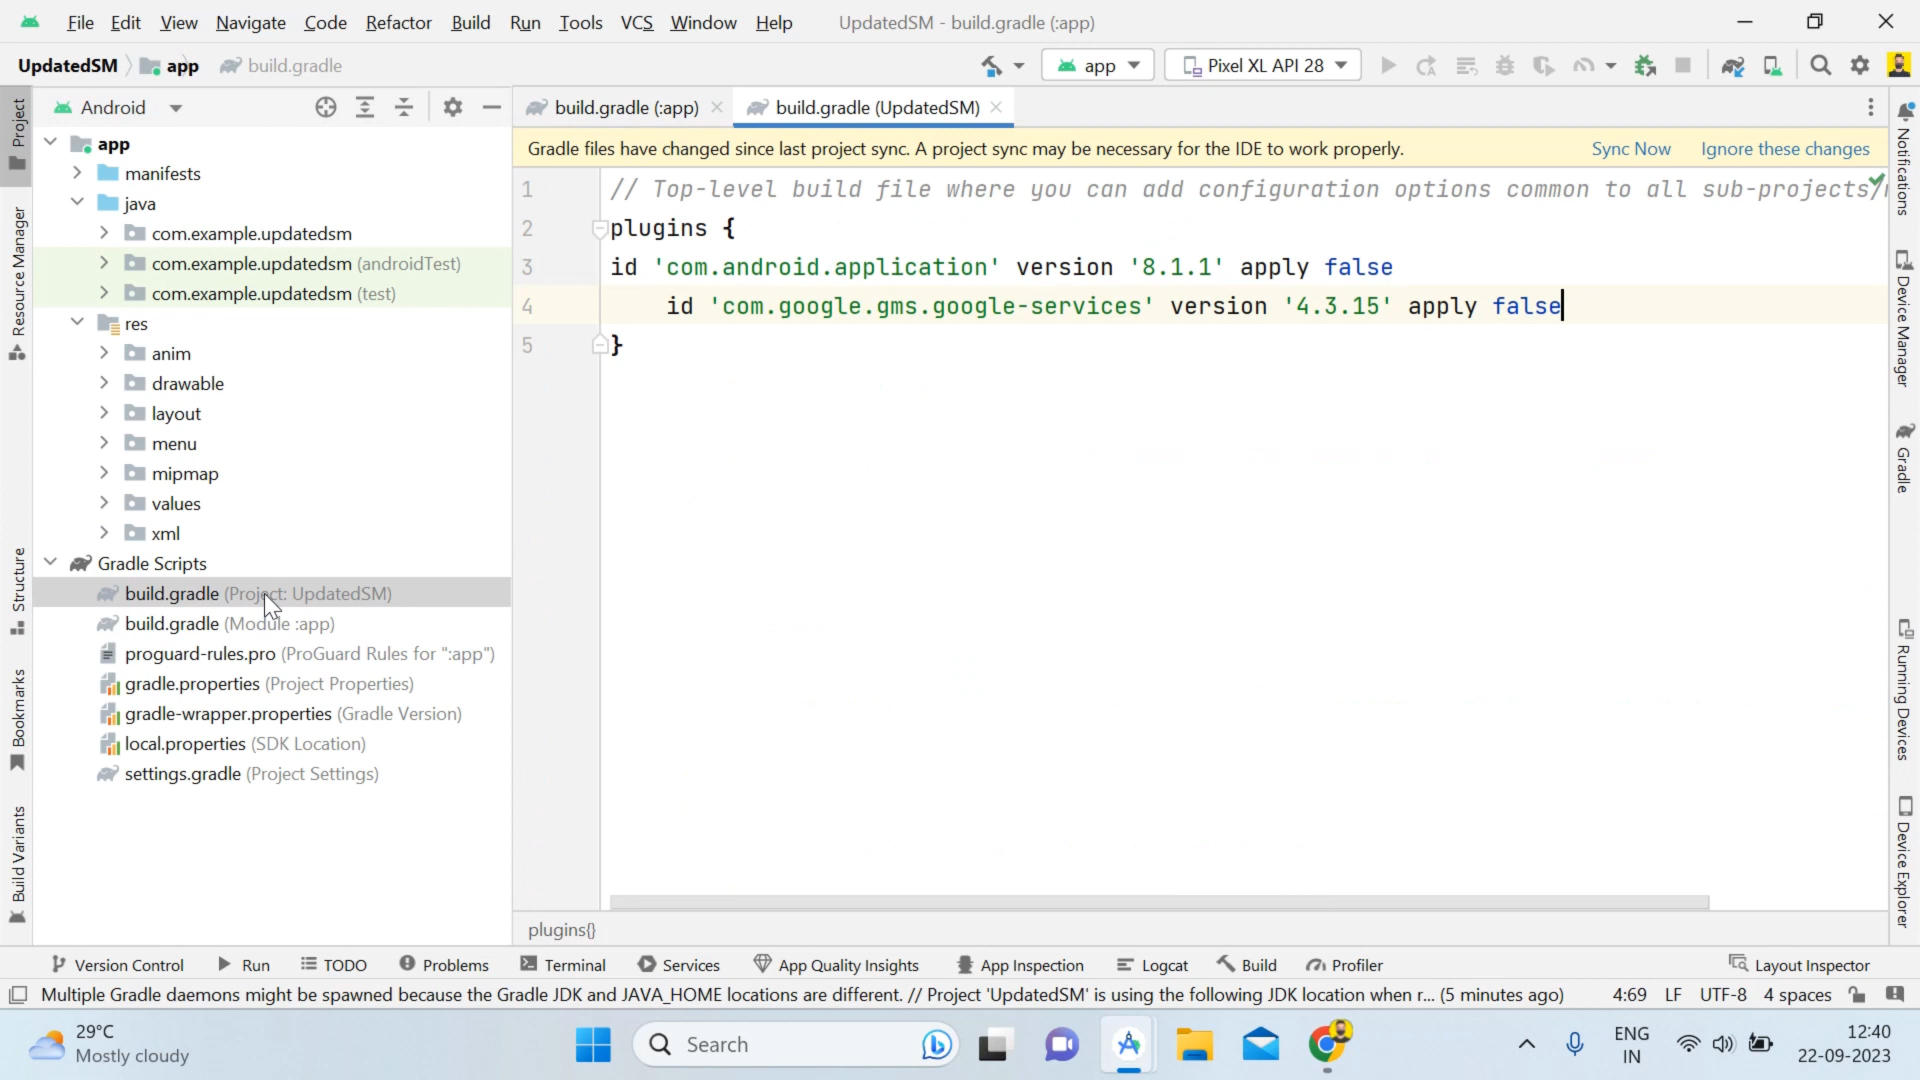 File Edit View Navigate Code Refactor Build Run Tools VCS Window Help UpdatedSM - build.gradle (:app)
UpdatedSM app build.gradle app Pixel XL API 28
Android build.gradle (:app) build.gradle (UpdatedSM)
Gradle files have changed since last project sync. A project sync may be necessary for the IDE to work properly. Sync Now Ignore these changes
Project
Resource Manager
Structure
Bookmarks
Build Variants
app
manifests
java
com.example.updatedsm
com.example.updatedsm (androidTest)
com.example.updatedsm (test)
res
anim
drawable
layout
menu
mipmap
values
xml
Gradle Scripts
build.gradle (Project: UpdatedSM)
build.gradle (Module :app)
proguard-rules.pro (ProGuard Rules for ":app")
gradle.properties (Project Properties)
gradle-wrapper.properties (Gradle Version)
local.properties (SDK Location)
settings.gradle (Project Settings)
1 // Top-level build file where you can add configuration options common to all sub-projects/
2 plugins {
3 id 'com.android.application' version '8.1.1' apply false
4 id 'com.google.gms.google-services' version '4.3.15' apply false
5 }
plugins{}
Notifications
Device Manager
Gradle
Running Devices
Device Explorer
Version Control Run TODO Problems Terminal Services App Quality Insights App Inspection Logcat Build Profiler Layout Inspector
Multiple Gradle daemons might be spawned because the Gradle JDK and JAVA_HOME locations are different. // Project 'UpdatedSM' is using the following JDK location when r... (5 minutes ago) 4:69 LF UTF-8 4 spaces
29°C
Mostly cloudy
Search
ENG
IN
12:40
22-09-2023